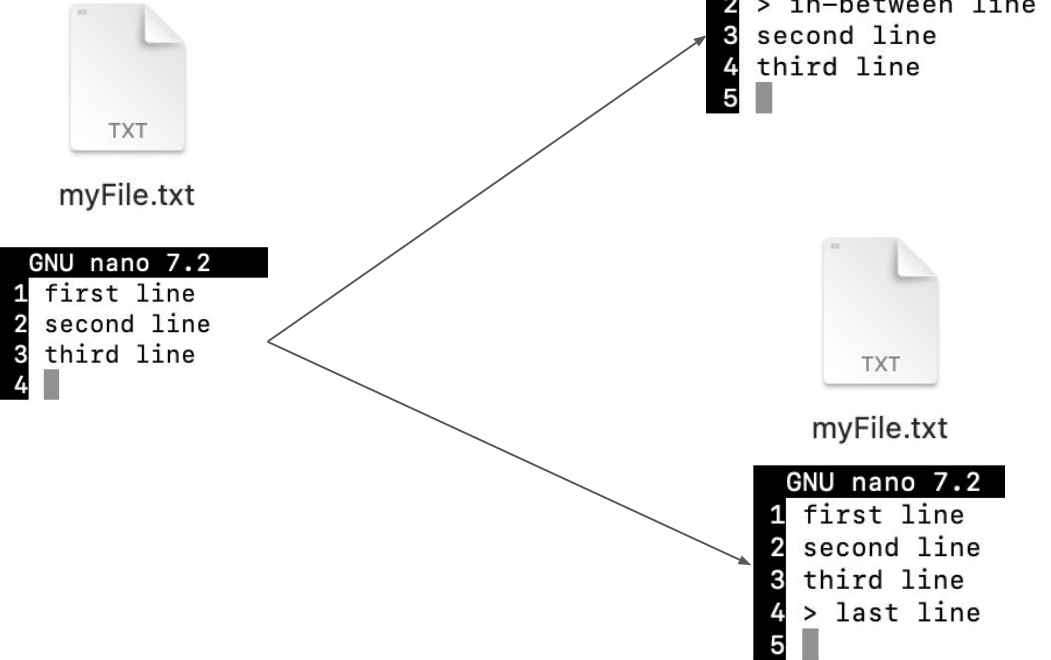 TXT
myFile.txt
GNU nano 7.2
1 first line
2 second line
3 third line
4
2 > in-between line
3 second line
4 third line
5
TXT
myFile.txt
GNU nano 7.2
1 first line
2 second line
3 third line
4 > last line
5